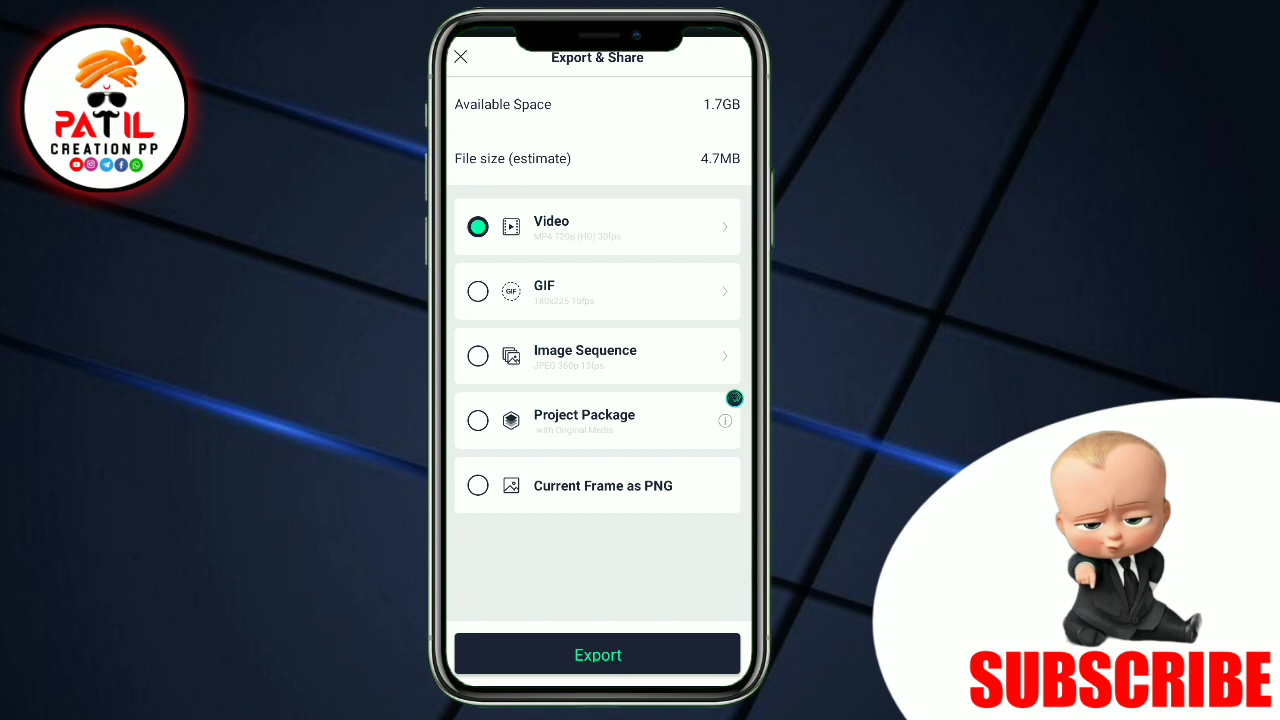 PATIL
CREATION PP
Export & Share
Available Space 1.7GB
File size (estimate) 4.7MB
Video
MP4 720p (HD) 30fps
GIF
GIF
180x225 15fps
Image Sequence
JPEG 360p 15fps
Project Package
with Original Media
Current Frame as PNG
Export
SUBSCRIBE